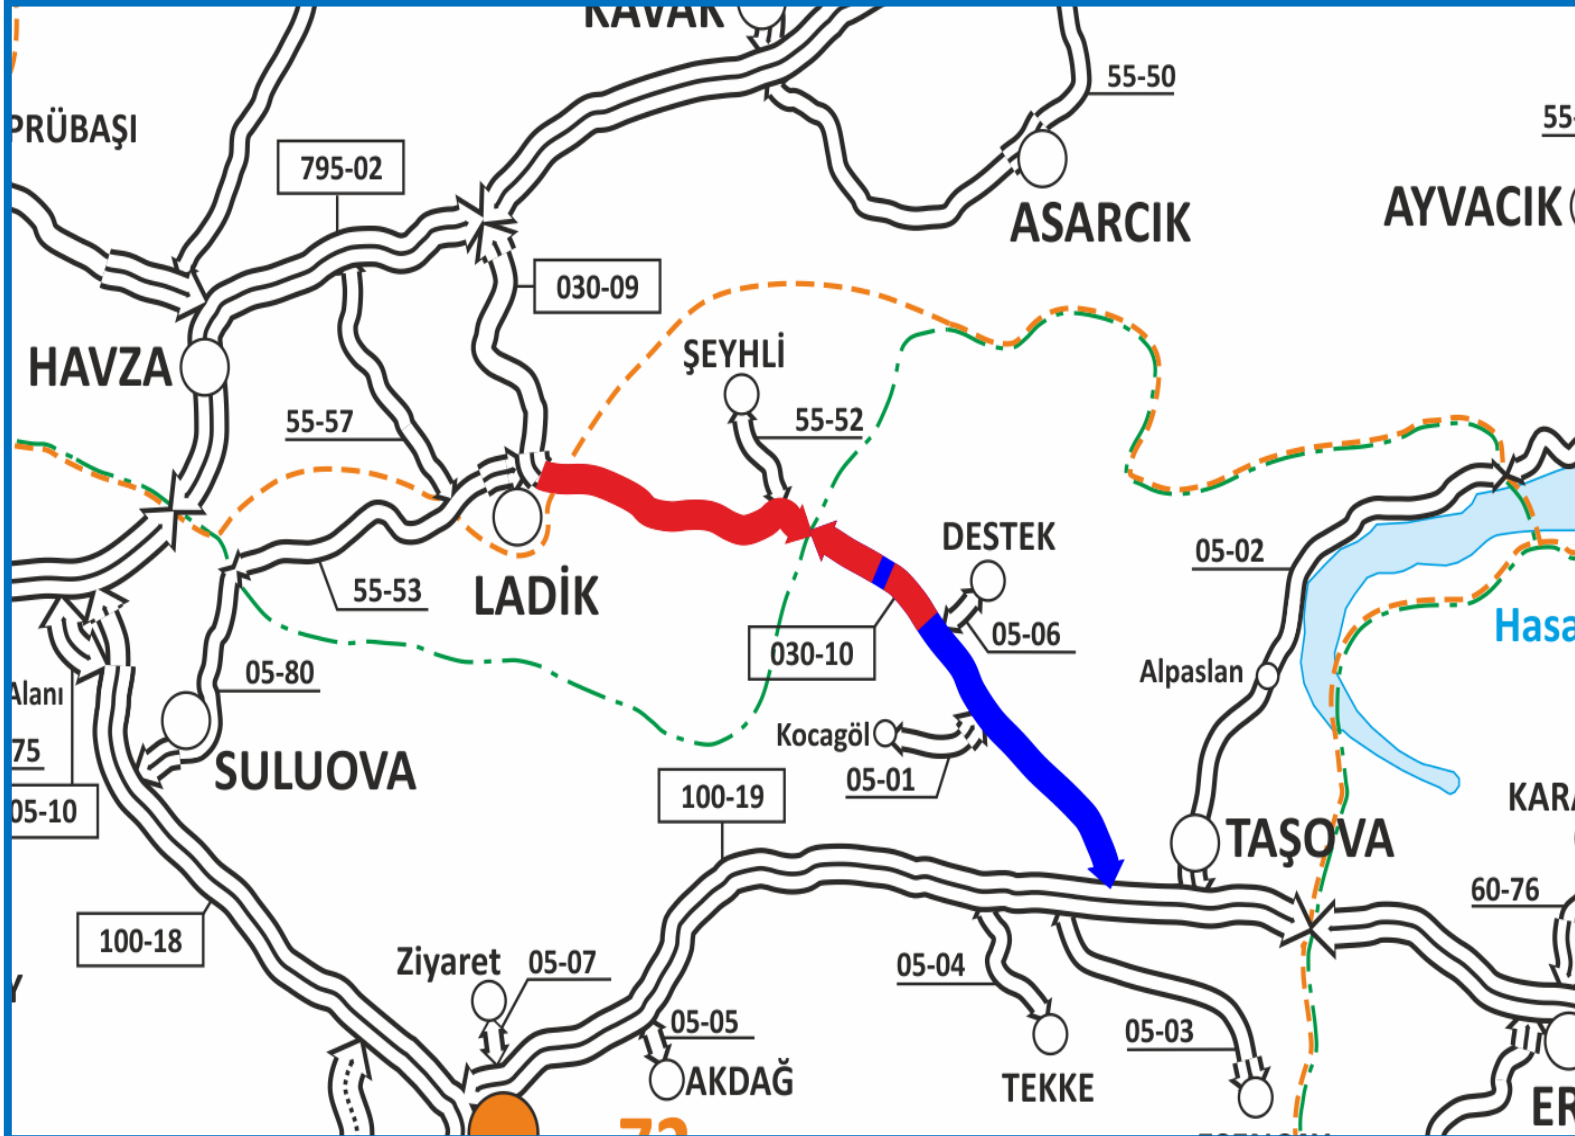 KAVAK
55-50
55-
PRÜBAŞI
795-02
AYVACIK
ASARCIK
030-09
ŞEYHLİ
HAVZA
55-57
55-52
DESTEK
05-02
55-53
LADİK
Hasa
05-06
030-10
Alpaslan
05-80
Alanı
Kocagöl
75
SULUOVA
05-01
100-19
KARA
05-10
TAŞOVA
60-76
100-18
Ziyaret
05-07
05-04
05-05
05-03
AKDAĞ
TEKKE
ER